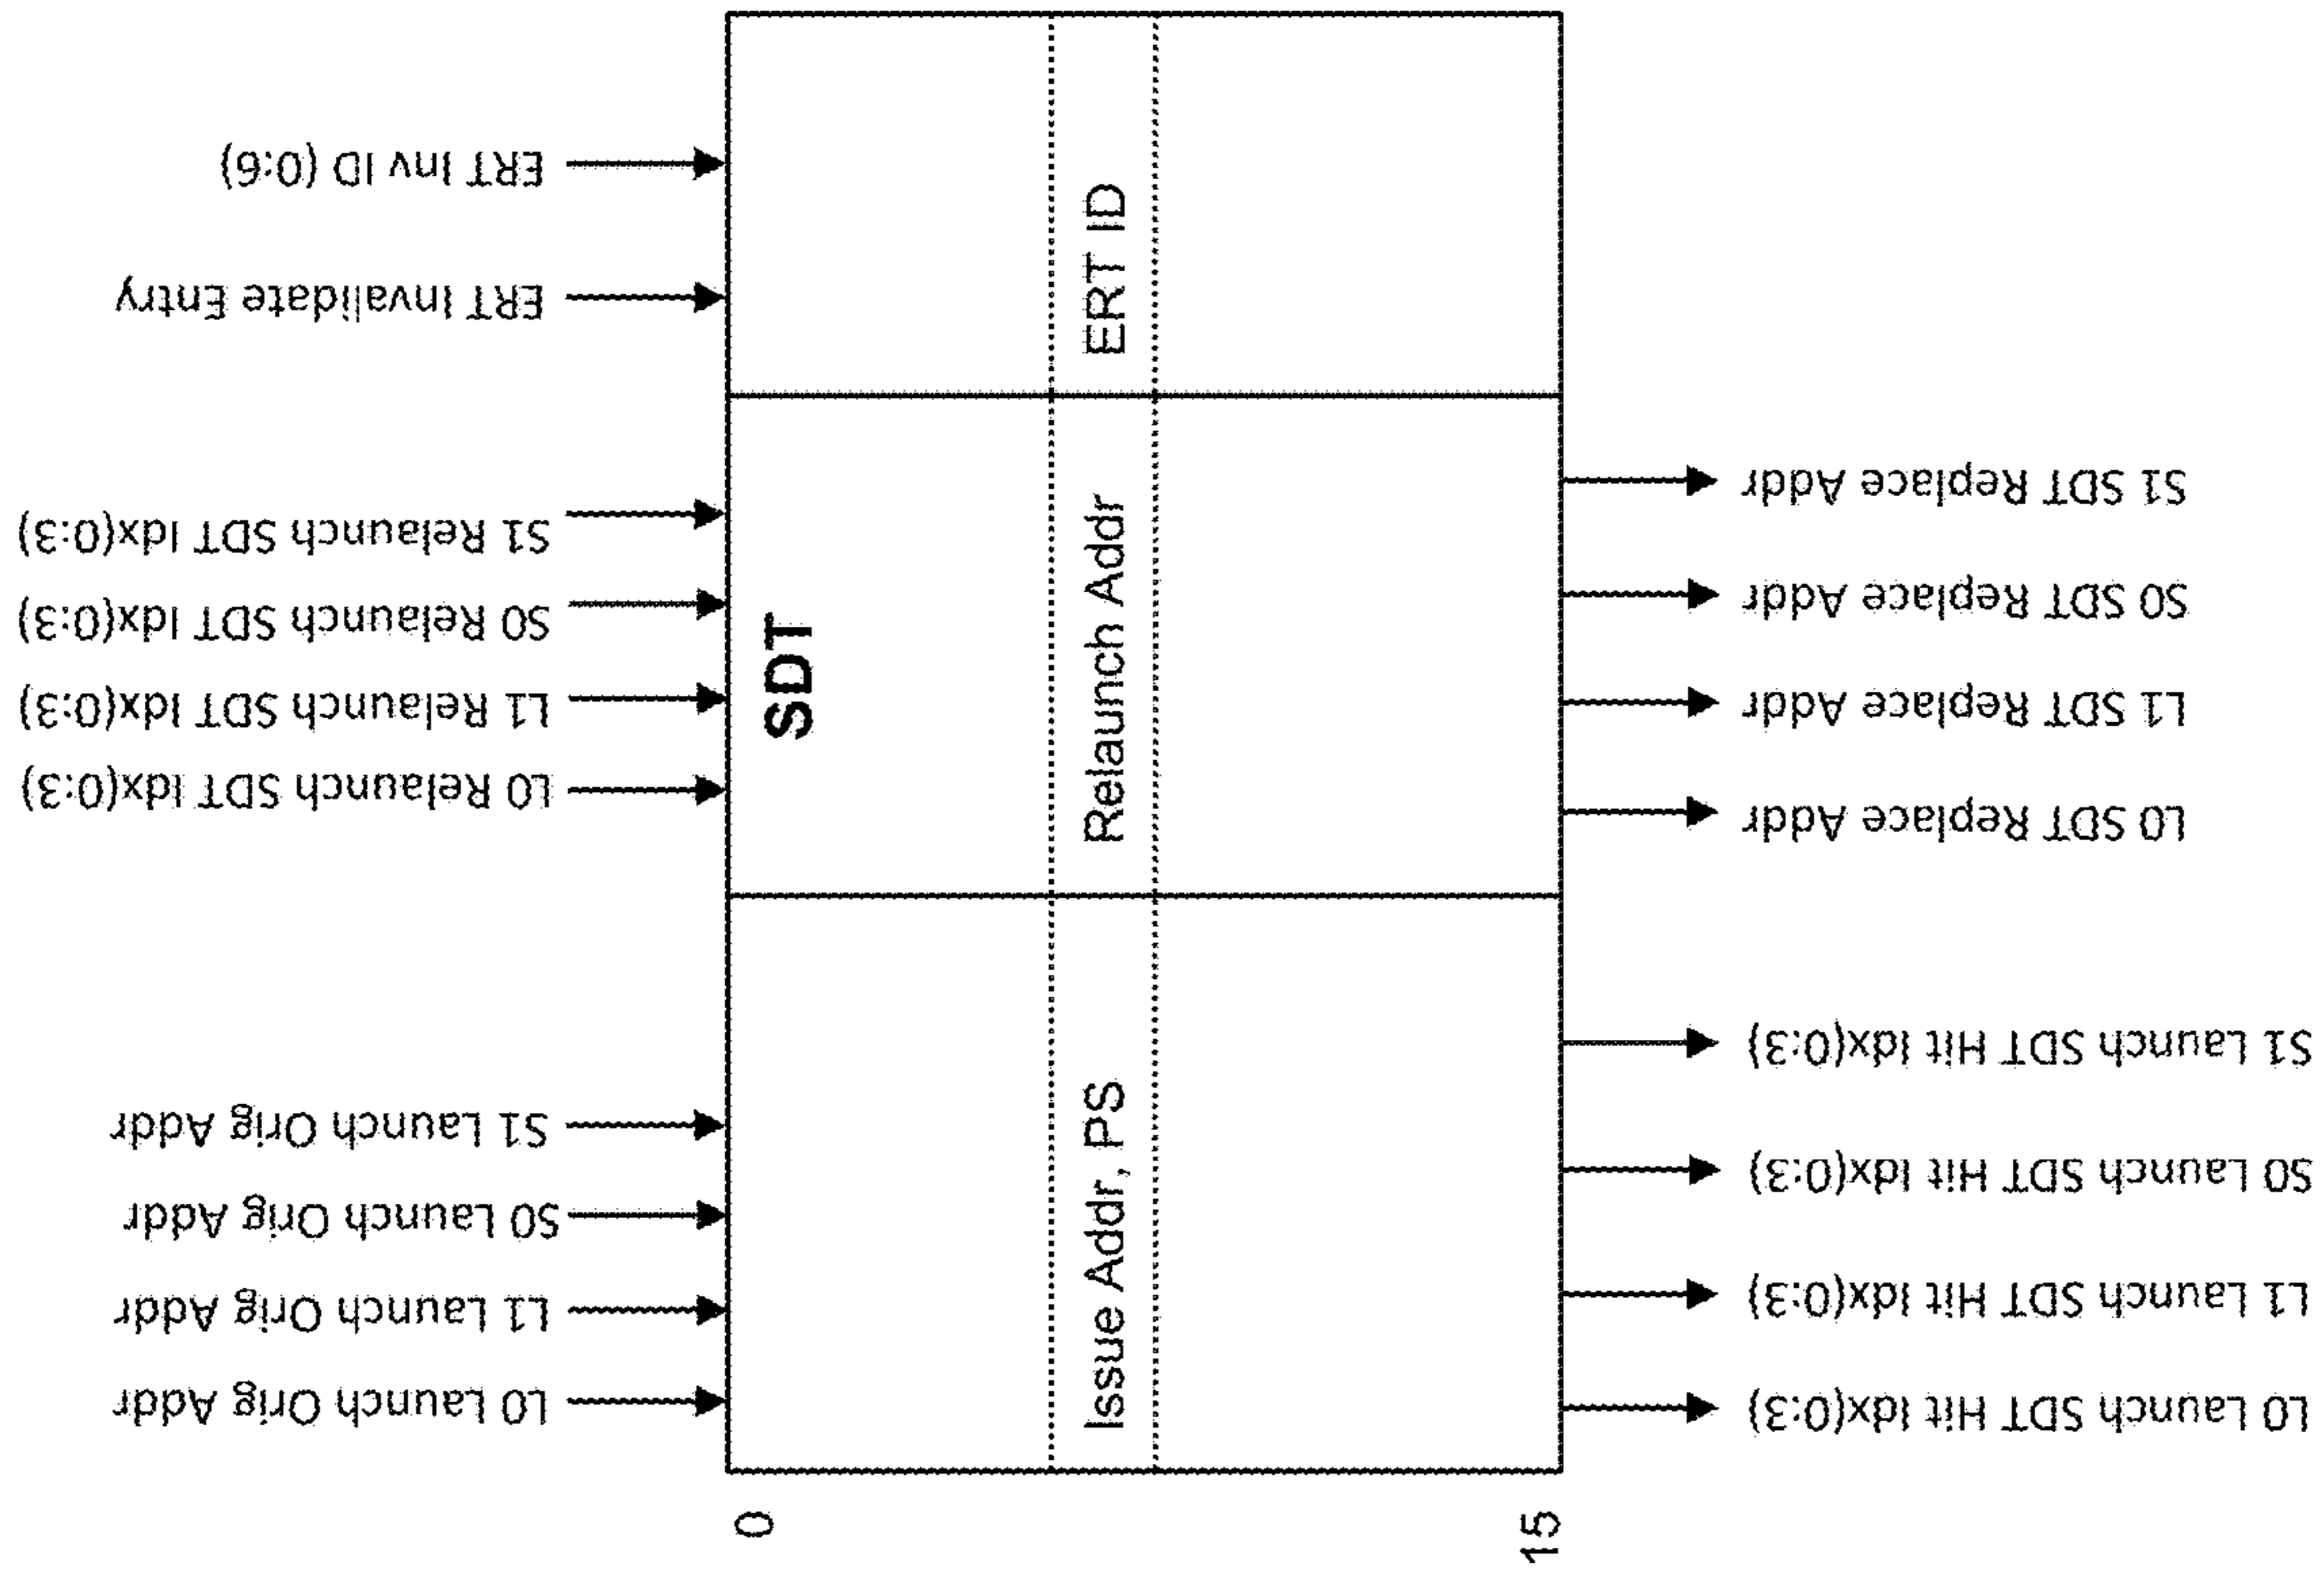 L0 Launch Orig Addr
L1 Launch Orig Addr
S0 Launch Orig Addr
S1 Launch Orig Addr
L0 Relaunch SDT Idx(0:3)
L1 Relaunch SDT Idx(0:3)
S0 Relaunch SDT Idx(0:3)
S1 Relaunch SDT Idx(0:3)
ERT Invalidate Entry
ERT Inv ID (0:6)
0
SDT
Issue Addr, PS
Relaunch Addr
ERT ID
15
L0 Launch SDT Hit Idx(0:3)
L1 Launch SDT Hit Idx(0:3)
S0 Launch SDT Hit Idx(0:3)
S1 Launch SDT Hit Idx(0:3)
L0 SDT Replace Addr
L1 SDT Replace Addr
S0 SDT Replace Addr
S1 SDT Replace Addr